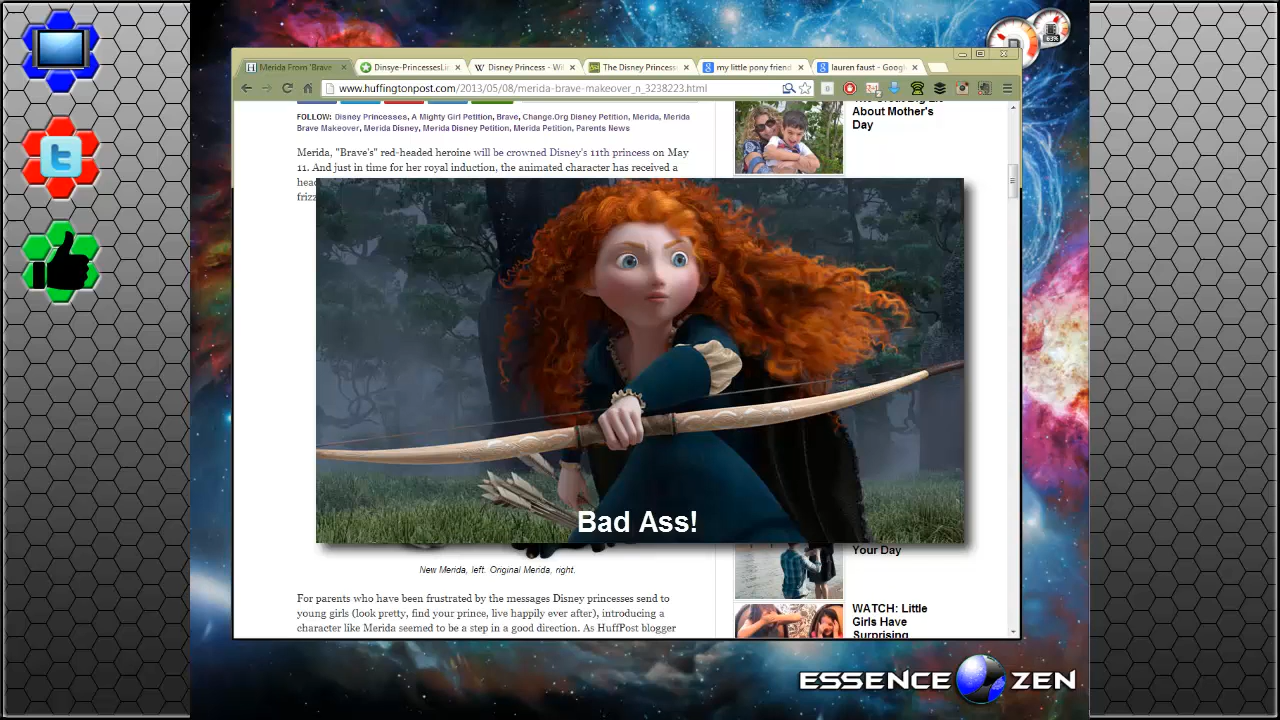 63%
Merida From 'Brave
Dinsye-PrincessesLi
Disney Princess - Wi
The Disney Princess
my little pony friend
lauren faust - Goog
www.huffingtonpost.com/2013/05/08/merida-brave-makeover_n_3238223.html
FOLLOW: Disney Princesses, A Mighty Girl Petition, Brave, Change.Org Disney Petition, Merida, Merida
Brave Makeover, Merida Disney, Merida Disney Petition, Merida Petition, Parents News
Merida, "Brave's" red-headed heroine will be crowned Disney's 11th princess on May
11. And just in time for her royal induction, the animated character has received a
head
frizz
About Mother's
Day
Bad Ass!
New Merida, left. Original Merida, right.
For parents who have been frustrated by the messages Disney princesses send to
young girls (look pretty, find your prince, live happily ever after), introducing a
character like Merida seemed to be a step in a good direction. As HuffPost blogger
Your Day
WATCH: Little
Girls Have
Surprising
ESSENCE ZEN